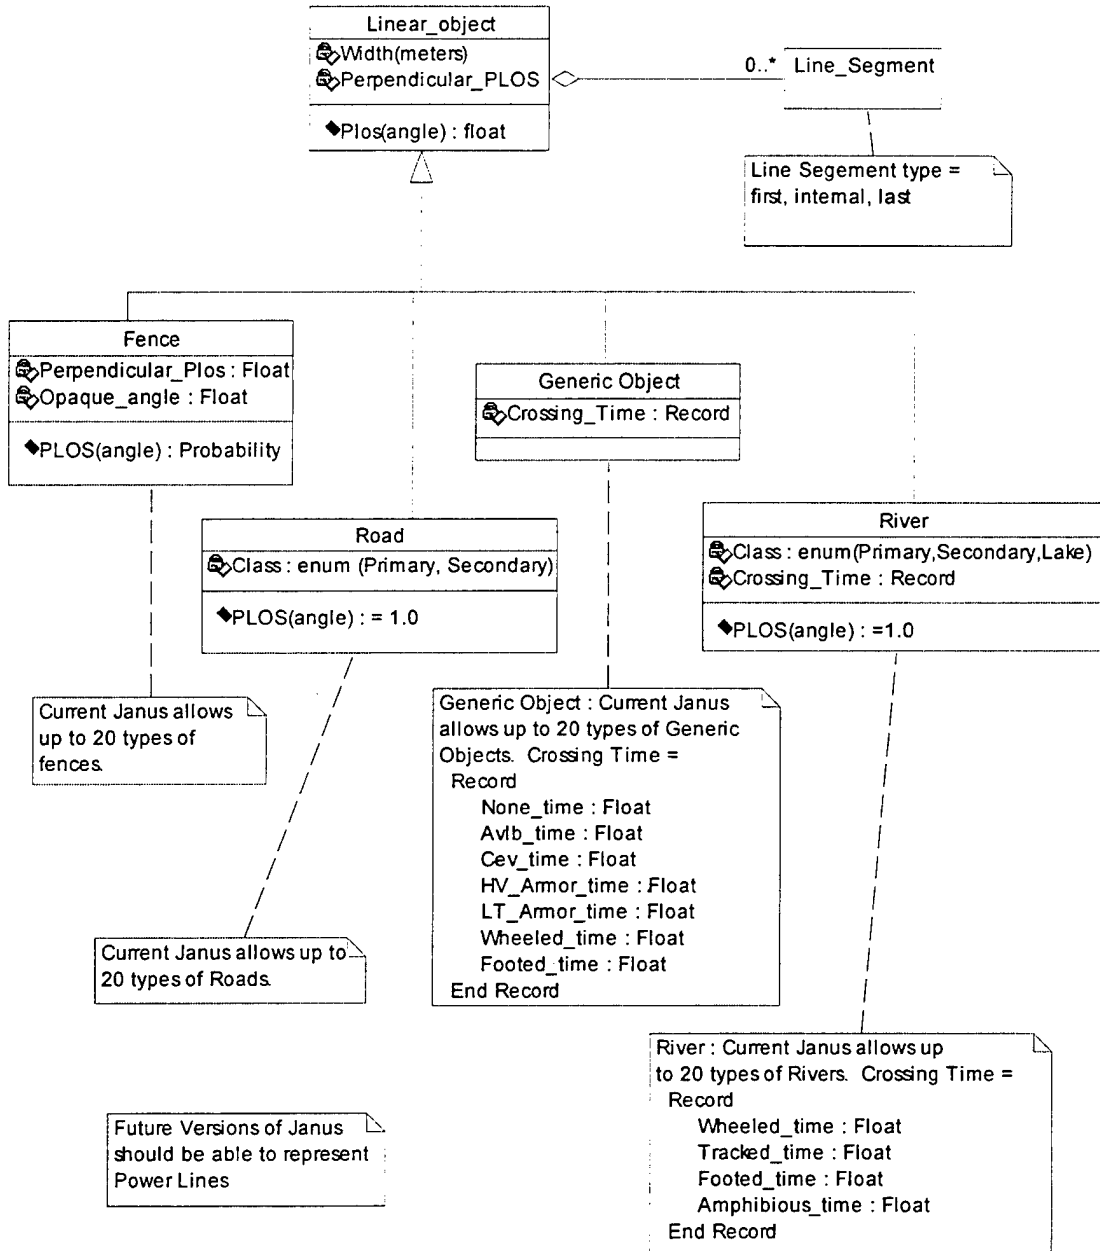 Linear_object
Width(meters)
Perpendicular_PLOS
Plos(angle) : float
0..*
Line_Segment
Line Segement type =
first, internal, last
Fence
Perpendicular_Plos : Float
Opaque_angle : Float
PLOS(angle) : Probability
Generic Object
Crossing_Time : Record
Road
Class : enum (Primary, Secondary)
PLOS(angle) : = 1.0
River
Class : enum(Primary,Secondary,Lake)
Crossing_Time : Record
PLOS(angle) : =1.0
Current Janus allows
up to 20 types of
fences.
Generic Object : Current Janus
allows up to 20 types of Generic
Objects. Crossing Time =
Record
None_time : Float
Avlb_time : Float
Cev_time : Float
HV_Armor_time : Float
LT_Armor_time : Float
Wheeled_time : Float
Footed_time : Float
End Record
Current Janus allows up to
20 types of Roads.
River : Current Janus allows up
to 20 types of Rivers. Crossing Time =
Record
Wheeled_time : Float
Tracked_time : Float
Footed_time : Float
Amphibious_time : Float
End Record
Future Versions of Janus
should be able to represent
Power Lines